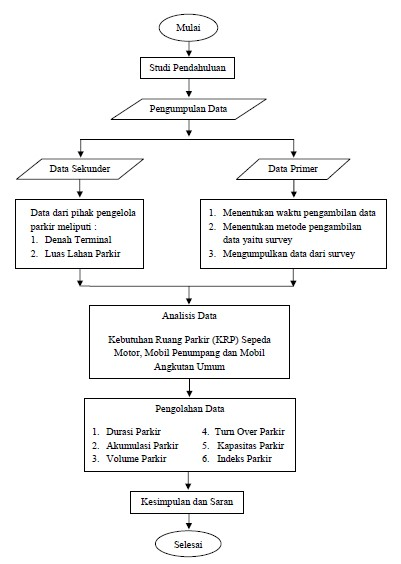 Mulai
Studi Pendahuluan
Pengumpulan Data
Data Sekunder
Data Primer
Data dari pihak pengelola
parkir meliputi :
1. Denah Terminal
2. Luas Lahan Parkir
1. Menentukan waktu pengambilan data
2. Menentukan metode pengambilan
data yaitu survey
3. Mengumpulkan data dari survey
Analisis Data
Kebutuhan Ruang Parkir (KRP) Sepeda
Motor, Mobil Penumpang dan Mobil
Angkutan Umum
Pengolahan Data
1. Durasi Parkir
2. Akumulasi Parkir
3. Volume Parkir
4. Turn Over Parkir
5. Kapasitas Parkir
6. Indeks Parkir
Kesimpulan dan Saran
Selesai